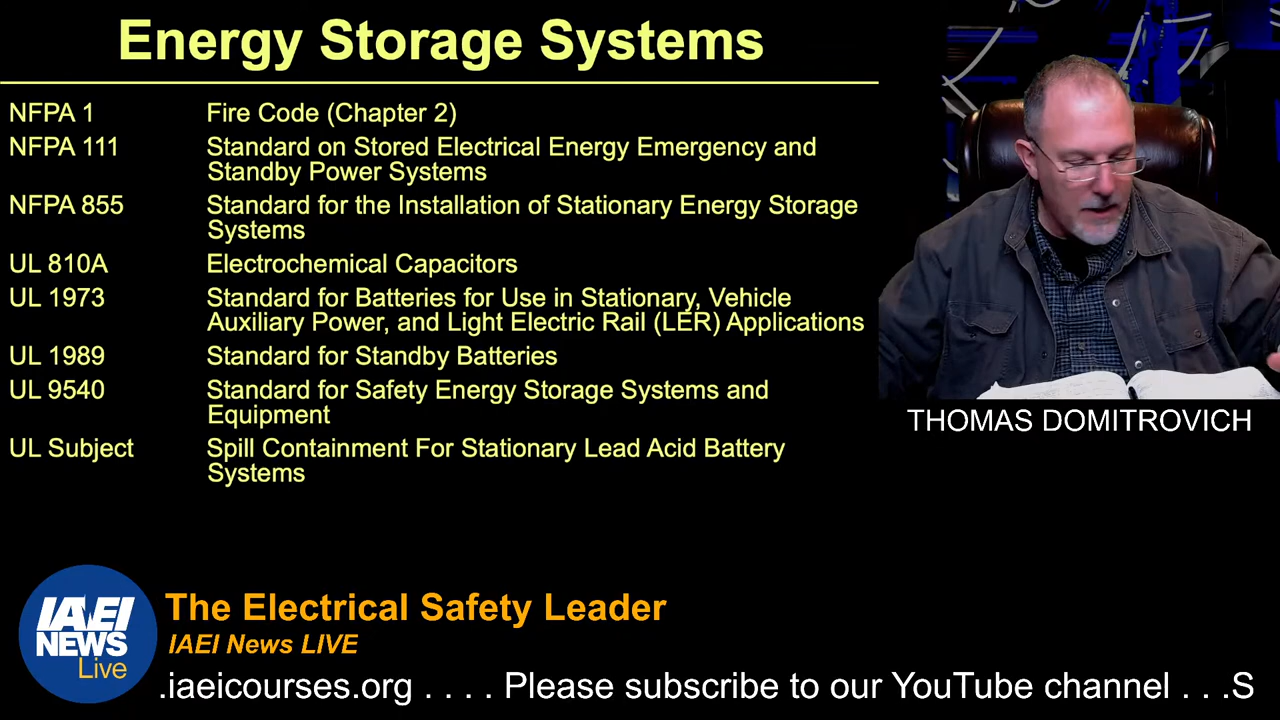 Energy Storage Systems
NFPA 1 Fire Code (Chapter 2)
NFPA 111 Standard on Stored Electrical Energy Emergency and
Standby Power Systems
NFPA 855 Standard for the Installation of Stationary Energy Storage
Systems
UL 810A Electrochemical Capacitors
UL 1973 Standard for Batteries for Use in Stationary, Vehicle
Auxiliary Power, and Light Electric Rail (LER) Applications
UL 1989 Standard for Standby Batteries
UL 9540 Standard for Safety Energy Storage Systems and
Equipment
UL Subject Spill Containment For Stationary Lead Acid Battery
Systems
THOMAS DOMITROVICH
IAEI
NEWS
Live
The Electrical Safety Leader
IAEI News LIVE
.iaeicourses.org . . . . Please subscribe to our YouTube channel . . .S